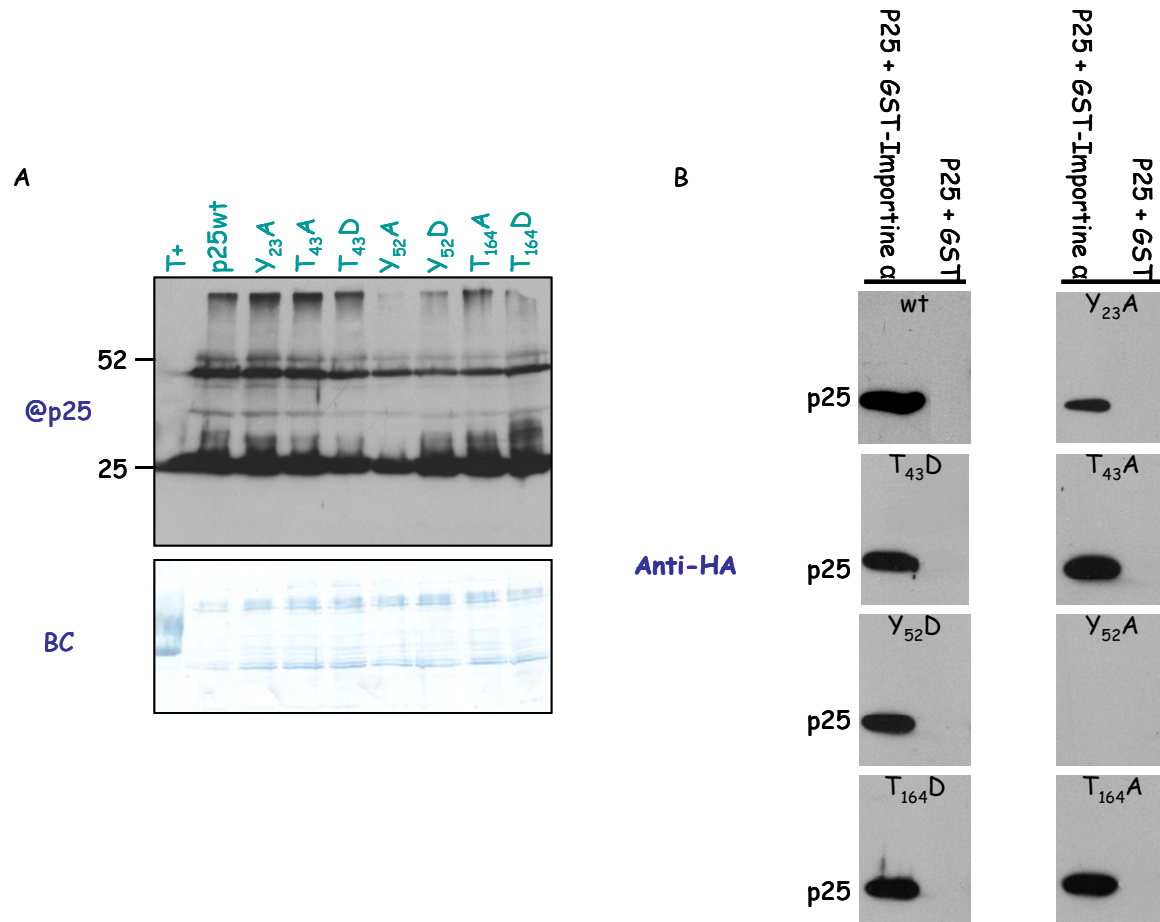 A
T+
p25wt
Y23A
T43A
T43D
Y52A
Y52D
T164A
T164D
52
@p25
25
BC
B
P25 + GST-Importine α
P25 + GST
P25 + GST-Importine α
P25 + GST
wt
Y23A
p25
T43D
T43A
Anti-HA
p25
Y52D
Y52A
p25
T164D
T164A
p25